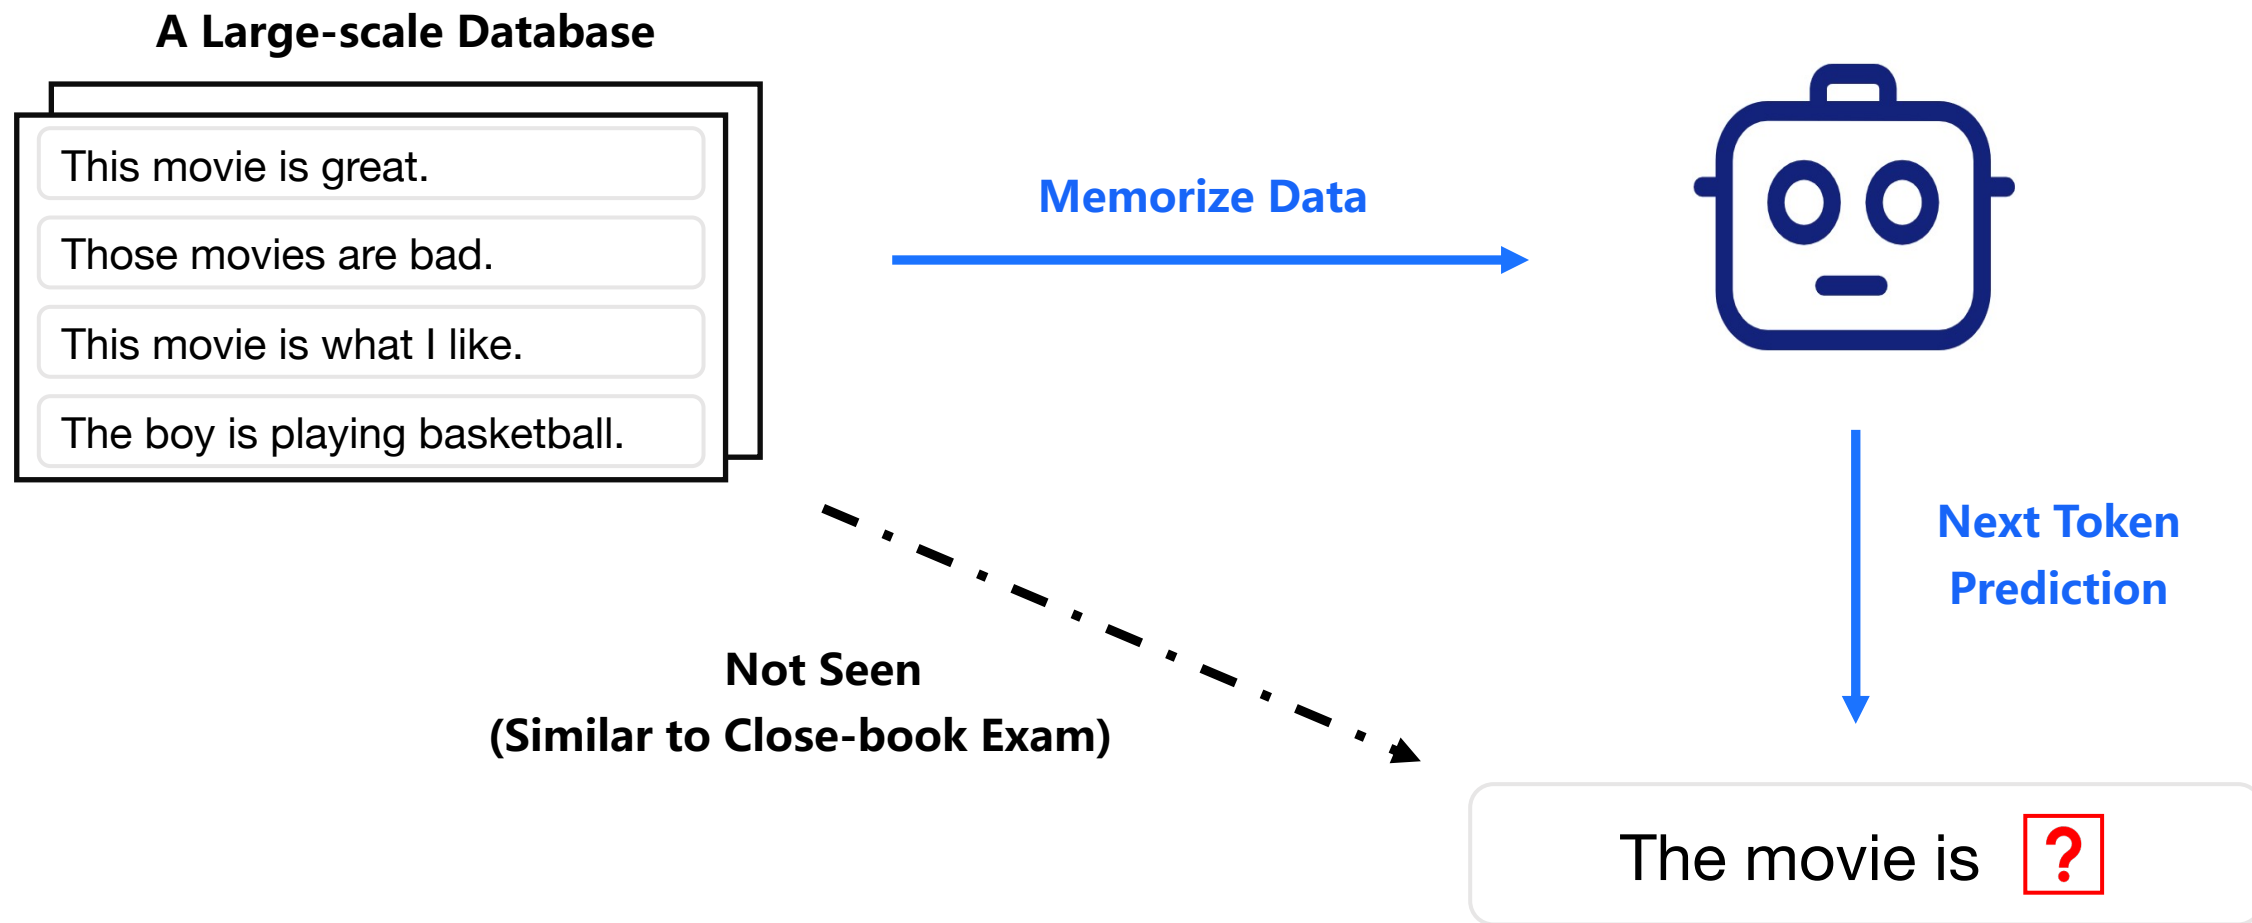 A Large-scale Database
This movie is great.
Those movies are bad.
This movie is what I like.
The boy is playing basketball.
Memorize Data
Next Token
Prediction
Not Seen
(Similar to Close-book Exam)
The movie is ?